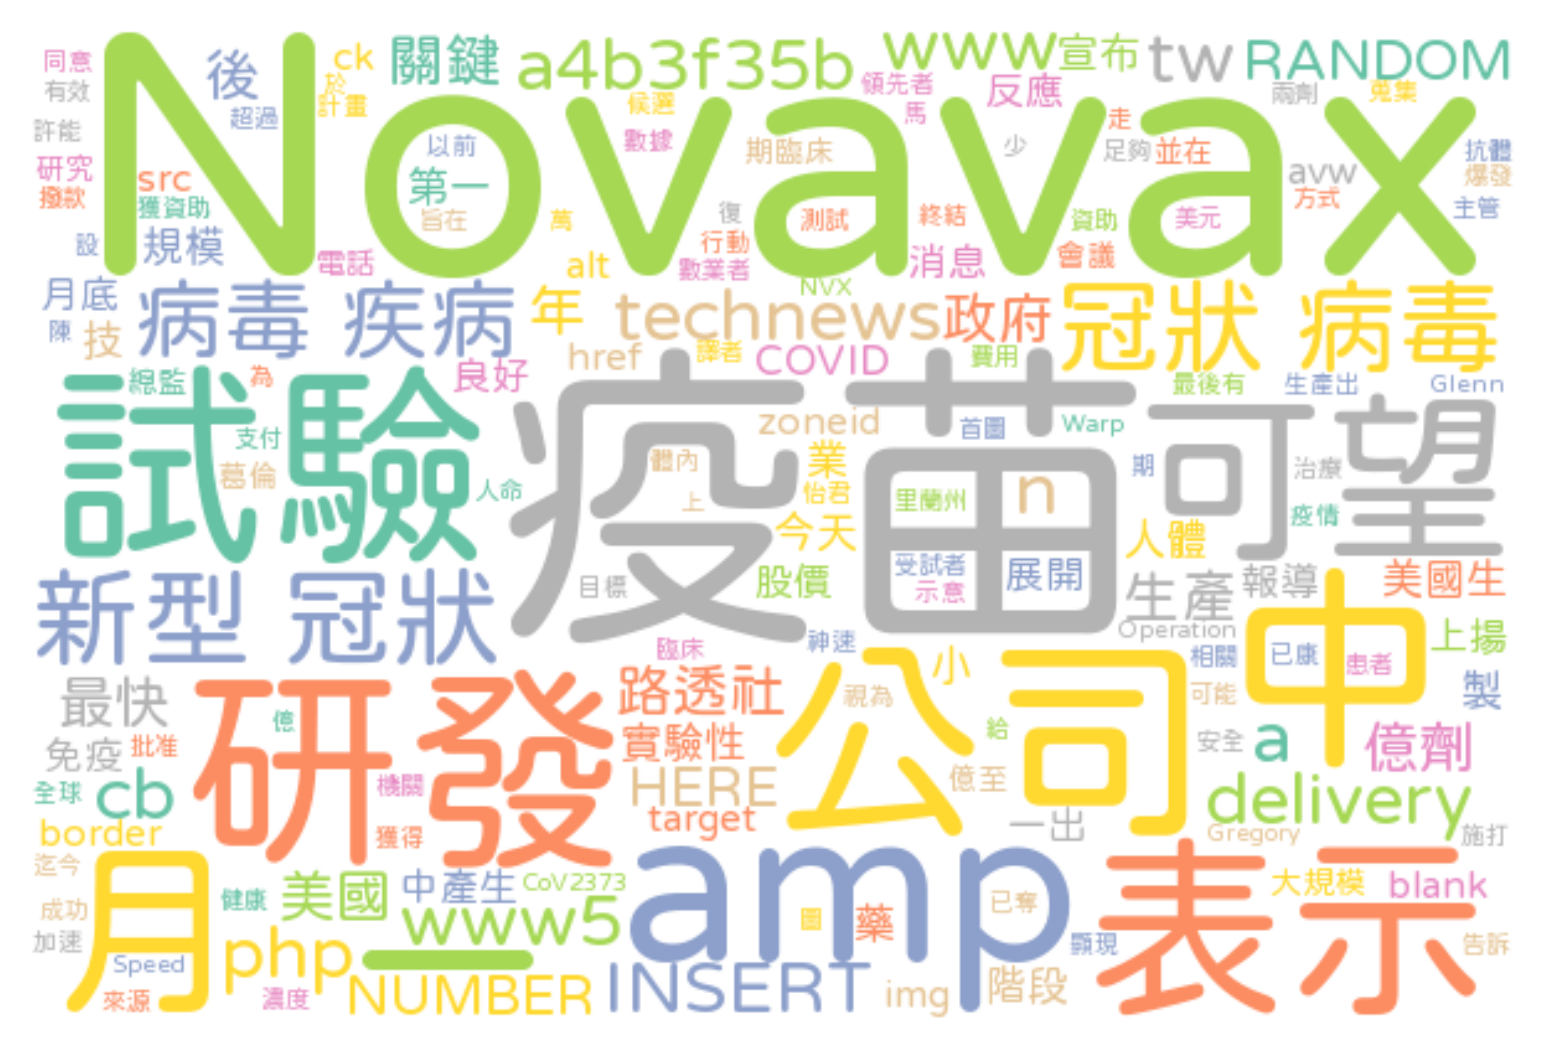 同意
有效
許能
研究
撥款
src
獲資助
設
規模
後
超過
ck
於
計畫
關鍵
a4b3f35b
www
宣布
tw
RANDOM
Novavax
候選
數據
領先者
馬
反應
兩劑
蒐集
以前
第一
旨在
期臨床
少
走
足夠
並在
avw
方式
抗體
爆發
主管
萬
復
行動
數業者
測試
終結
消息
資助
會議
美元
電話
alt
NVX
月底
陳
技
病毒 疾病
年
technews
政府
冠狀 病毒
href
譯者
COVID
費用
良好
總監
為
最後有
生產出
Glenn
試驗
支付
葛倫
人命
疫苗
zoneid
首圖
Warp
可望
體內
上
業
怡君
今天
里蘭州
n
期
治療
疫情
人體
新型 冠狀
目標
股價
受試者
示意
展開
生產
報導
美國生
Operation
臨床
神速
相關
中
已康
患者
上揚
最快
免疫
批准
億
研發
路透社
實驗性
公司
視為
小
給
可能
製
安全
a
億劑
全球
cb
機關
獲得
HERE
target
億至
一出
delivery
Gregory
施打
border
迄今
成功
加速
月
健康
美國
中產生
CoV2373
www5
amp
圖
藥
已奪
表示
大規模
blank
顯現
告訴
Speed
來源
php
一
濃度
NUMBER
INSERT
img
階段